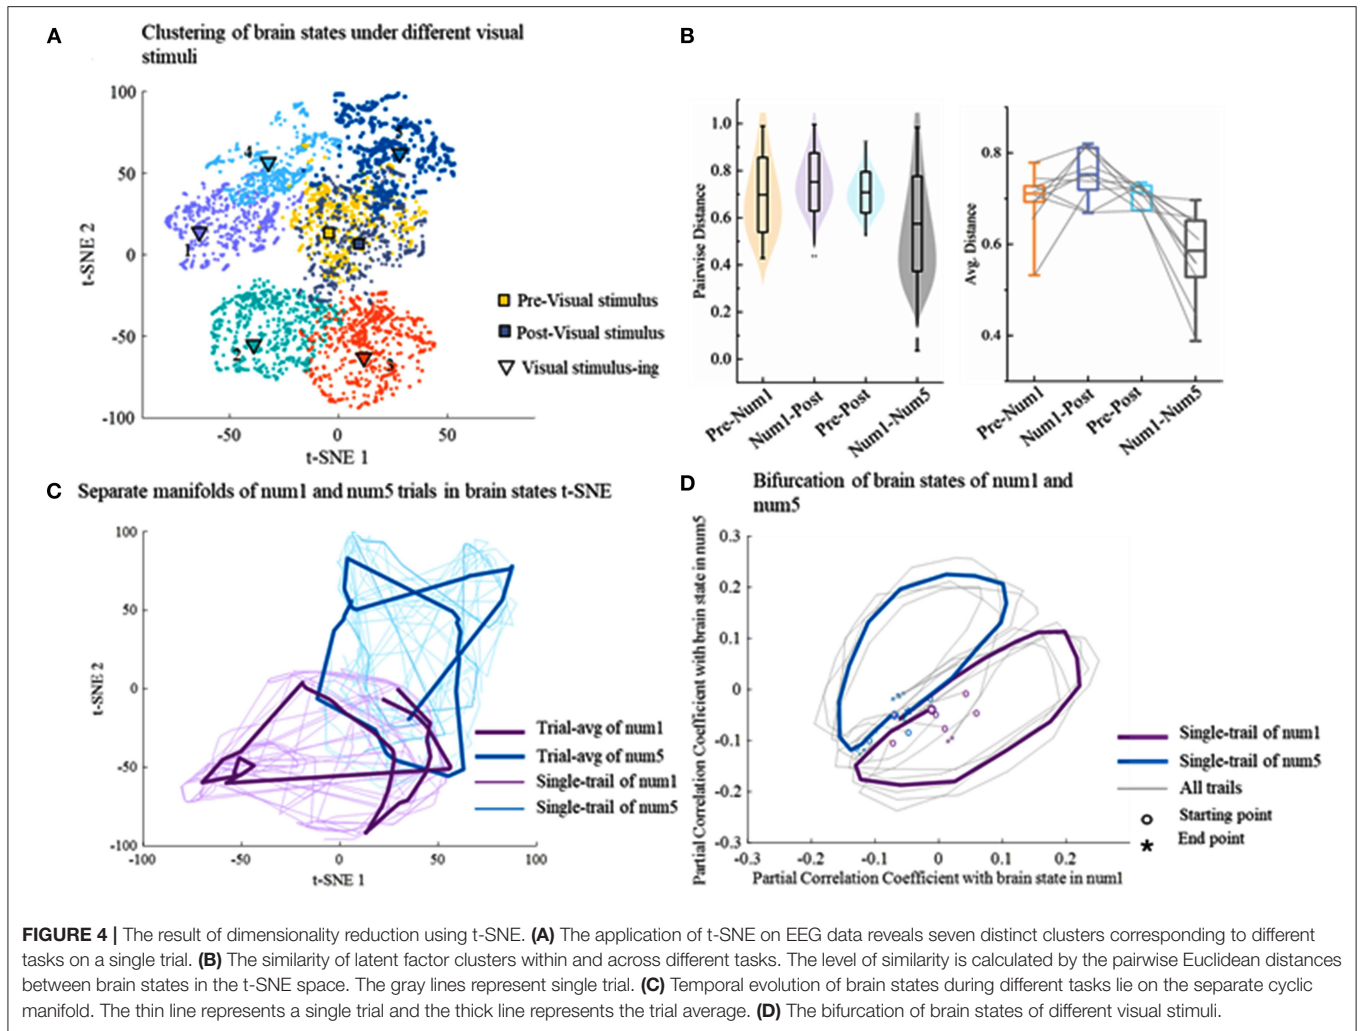 A
Clustering of brain states under different visual
stimuli
100
50
0
-50
-100
-50
0
50
t-SNE 2
t-SNE 1
1
2
3
4
5
Pre-Visual stimulus
Post-Visual stimulus
Visual stimulus-ing
B
1.0
0.8
0.6
0.4
0.2
0.0
Pairwise Distance
Pre-Num1
Num1-Post
Pre-Post
Num1-Num5
0.8
0.6
0.4
Avg. Distance
Pre-Num1
Num1-Post
Pre-Post
Num1-Num5
C
Separate manifolds of num1 and num5 trials in brain states t-SNE
100
50
0
-50
-100
-100
-50
0
50
100
t-SNE 2
t-SNE 1
Trial-avg of num1
Trial-avg of num5
Single-trail of num1
Single-trail of num5
D
Bifurcation of brain states of num1 and
num5
0.3
0.2
0.1
0
-0.1
-0.2
-0.3
-0.3
-0.2
-0.1
0
0.1
0.2
Partial Correlation Coefficient with brain state in num5
Partial Correlation Coefficient with brain state in num1
Single-trail of num1
Single-trail of num5
All trails
Starting point
End point
FIGURE 4 | The result of dimensionality reduction using t-SNE. (A) The application of t-SNE on EEG data reveals seven distinct clusters corresponding to different
tasks on a single trial. (B) The similarity of latent factor clusters within and across different tasks. The level of similarity is calculated by the pairwise Euclidean distances
between brain states in the t-SNE space. The gray lines represent single trial. (C) Temporal evolution of brain states during different tasks lie on the separate cyclic
manifold. The thin line represents a single trial and the thick line represents the trial average. (D) The bifurcation of brain states of different visual stimuli.